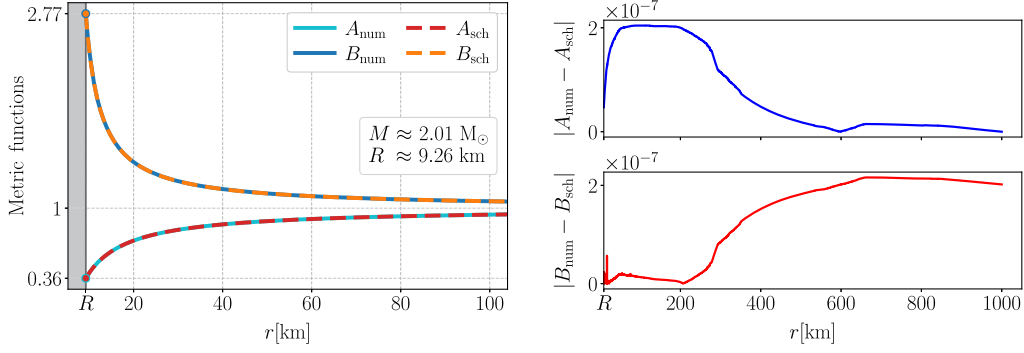 Metric functions
2.77
1
0.36
A_num
A_sch
B_num
B_sch
M ≈ 2.01 M_⊙
R ≈ 9.26 km
R 20 40 60 80 100
r[km]
×10⁻⁷
|A_num − A_sch|
2
0
×10⁻⁷
|B_num − B_sch|
2
0
R 200 400 600 800 1000
r[km]